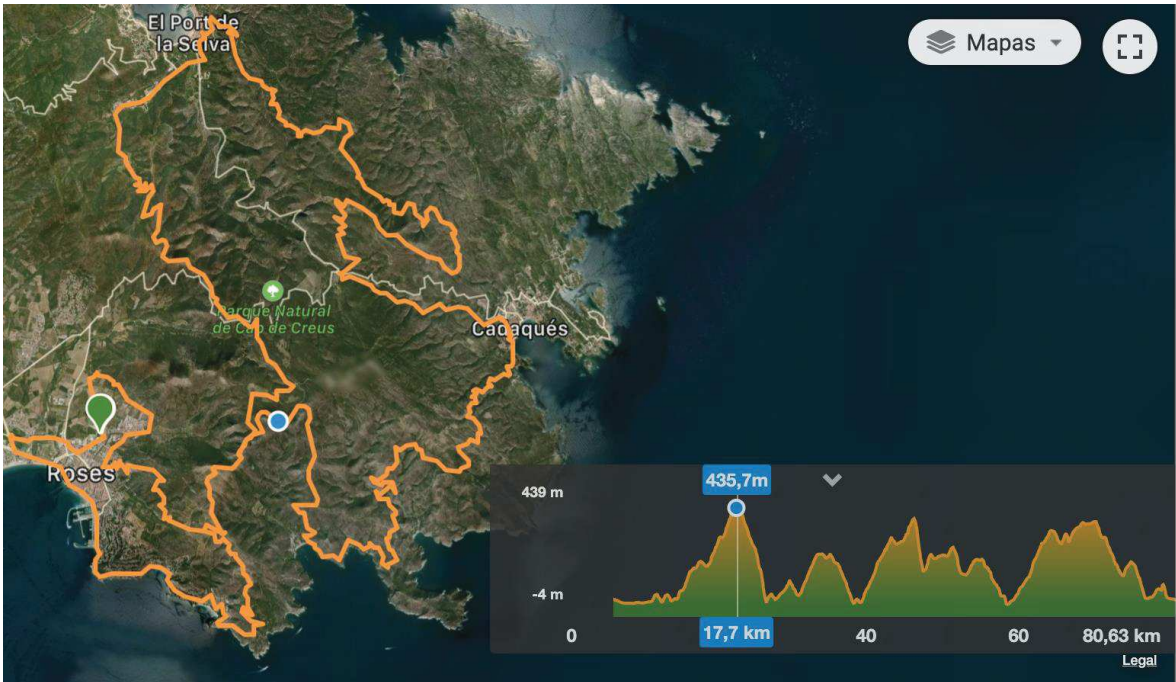 El Port de
la Selva
Mapas
Parque Natural
de Cap de Creus
Cadaqués
Roses
435,7m
439 m
-4 m
0
17,7 km
40
60
80,63 km
Legal